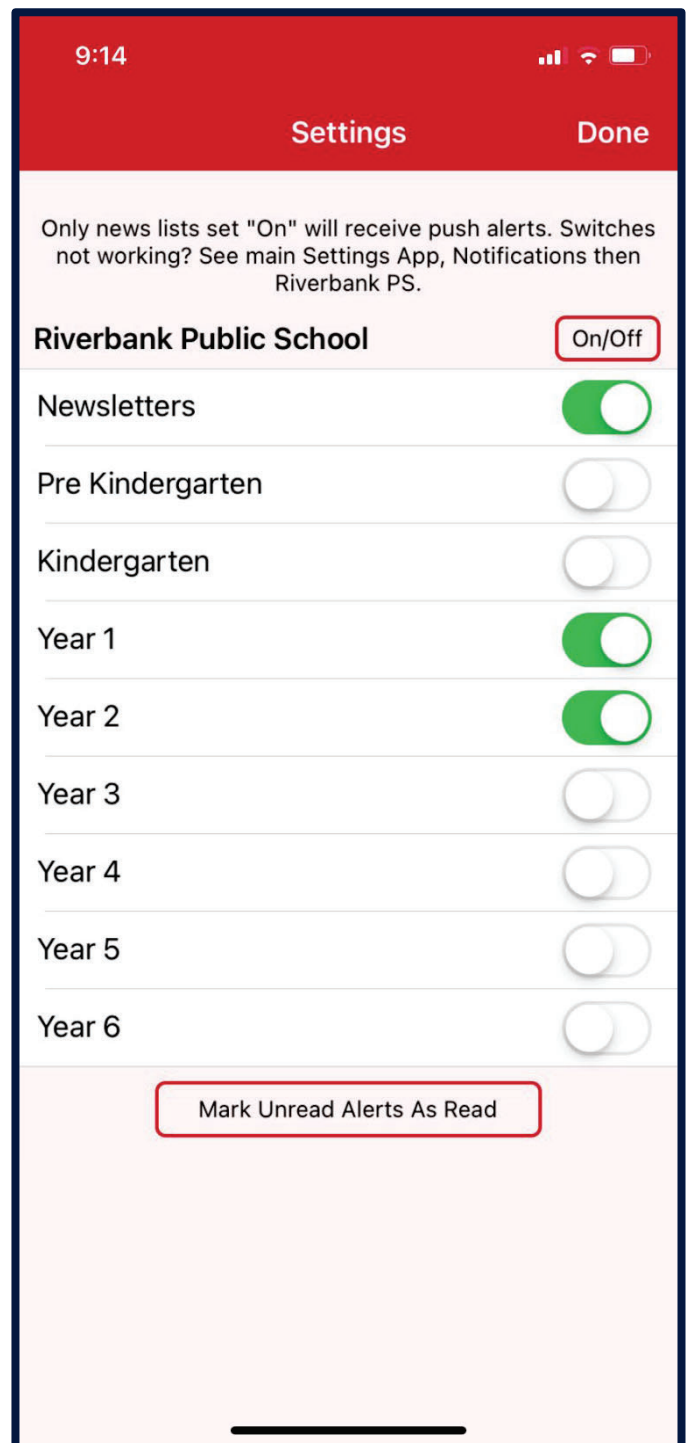 9:14
Settings
Done
Only news lists set "On" will receive push alerts. Switches
not working? See main Settings App, Notifications then
Riverbank PS.
Riverbank Public School
On/Off
Newsletters
Pre Kindergarten
Kindergarten
Year 1
Year 2
Year 3
Year 4
Year 5
Year 6
Mark Unread Alerts As Read